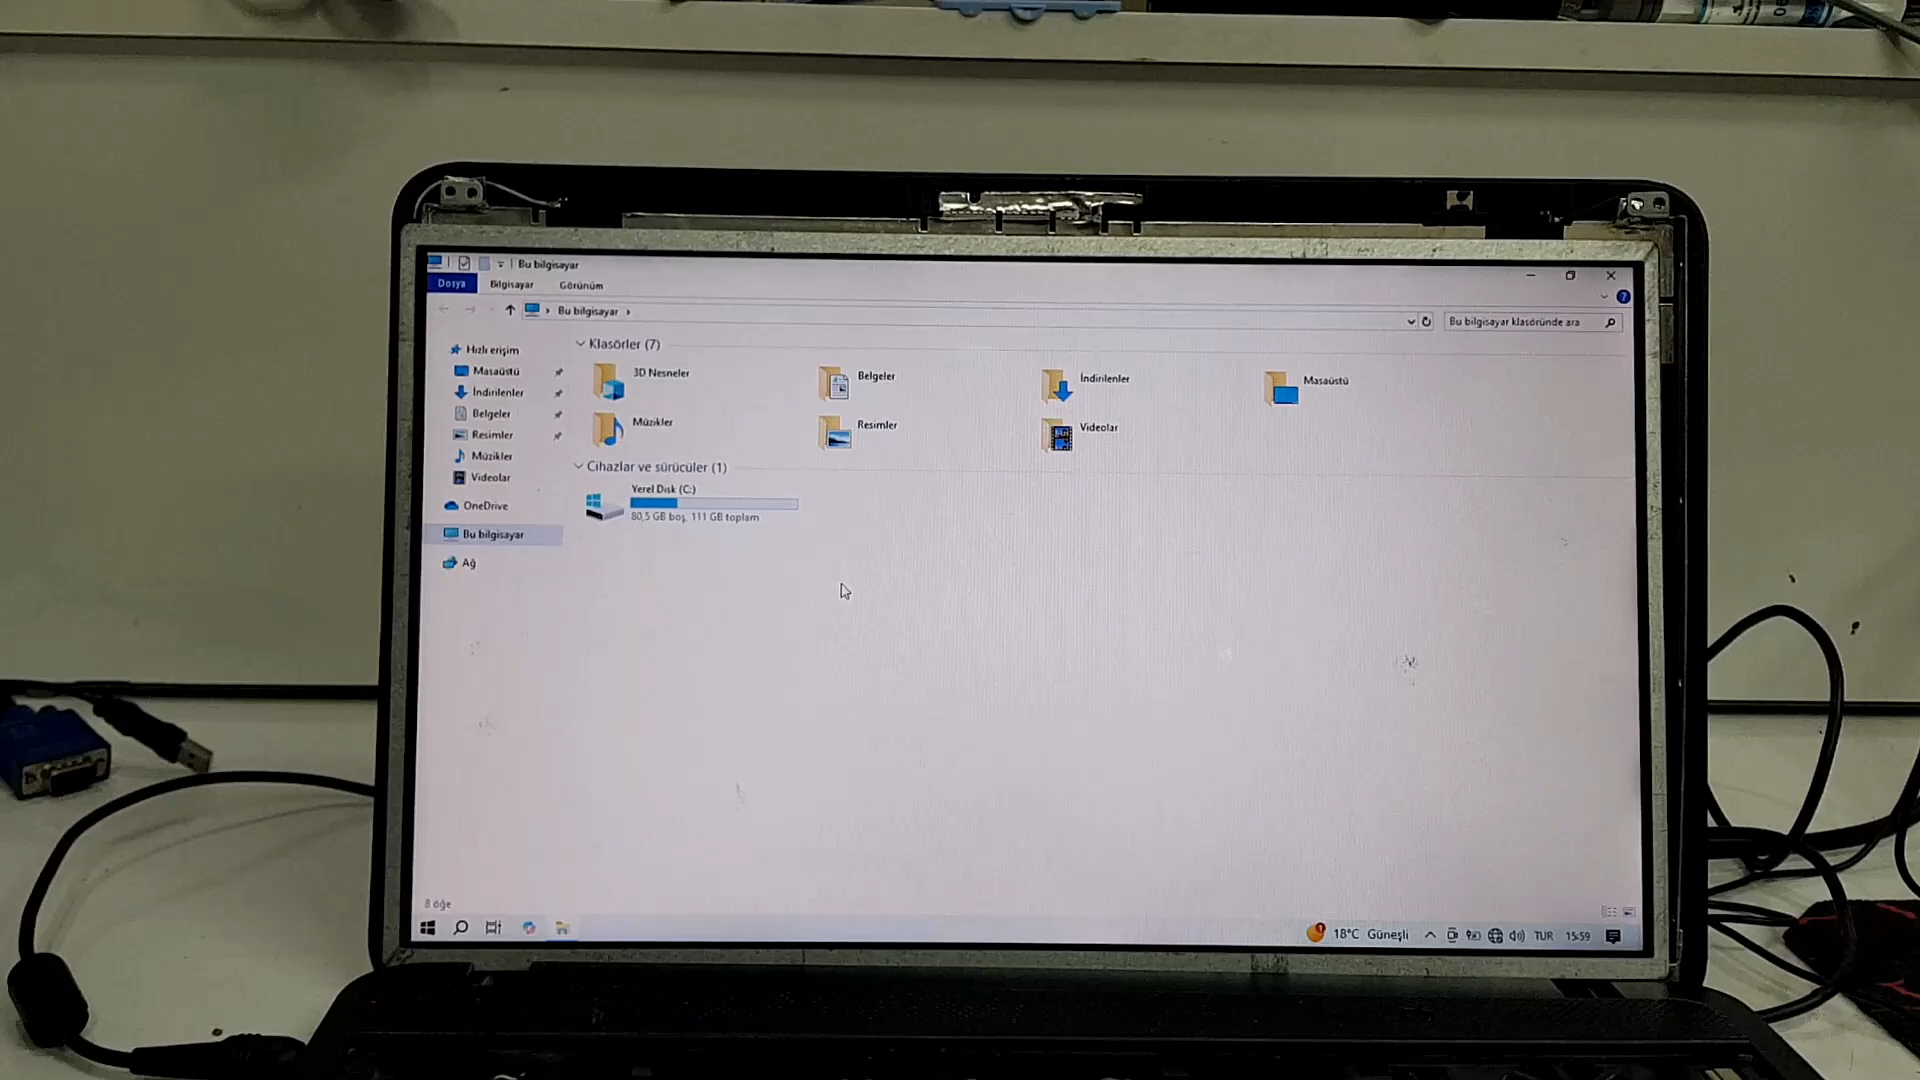 Bu bilgisayar
Dosya Bilgisayar Görünüm
Bu bilgisayar
Bu bilgisayar klasöründe ara
Hızlı erişim
Masaüstü
İndirilenler
Belgeler
Resimler
Müzikler
Videolar
OneDrive
Bu bilgisayar
Ağ
Klasörler (7)
3D Nesneler
Belgeler
İndirilenler
Masaüstü
Müzikler
Resimler
Videolar
Cihazlar ve sürücüler (1)
Yerel Disk (C:)
80,5 GB boş, 111 GB toplam
8 öğe
18°C Güneşli
TUR
15:59